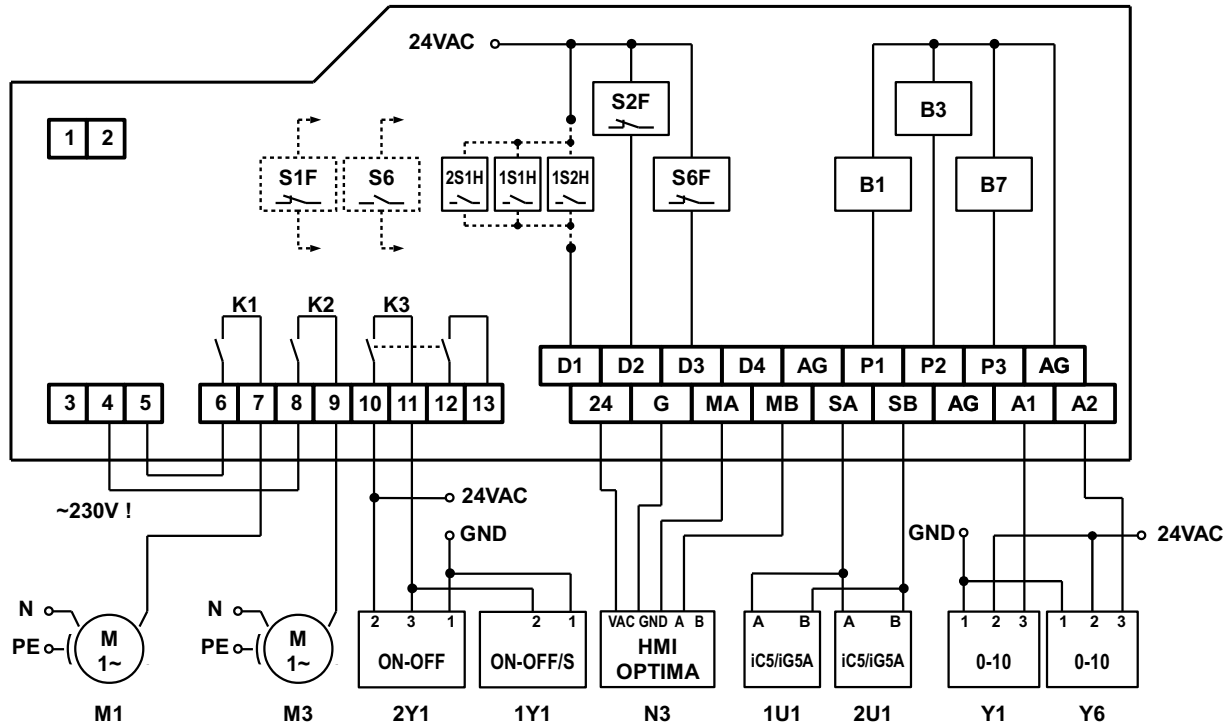 24VAC
S2F
B3
1 2
S1F S6 2S1H 1S1H 1S2H S6F B1 B7
K1 K2 K3
D1 D2 D3 D4 AG P1 P2 P3 AG
3 4 5 6 7 8 9 10 11 12 13 24 G MA MB SA SB AG A1 A2
~230V !
24VAC
GND GND 24VAC
N N 2 3 1 2 1 VAC GND A B A B A B 1 2 3 1 2 3
PE M 1~ PE M 1~ ON-OFF ON-OFF/S HMI OPTIMA iC5/iG5A iC5/iG5A 0-10 0-10
M1 M3 2Y1 1Y1 N3 1U1 2U1 Y1 Y6